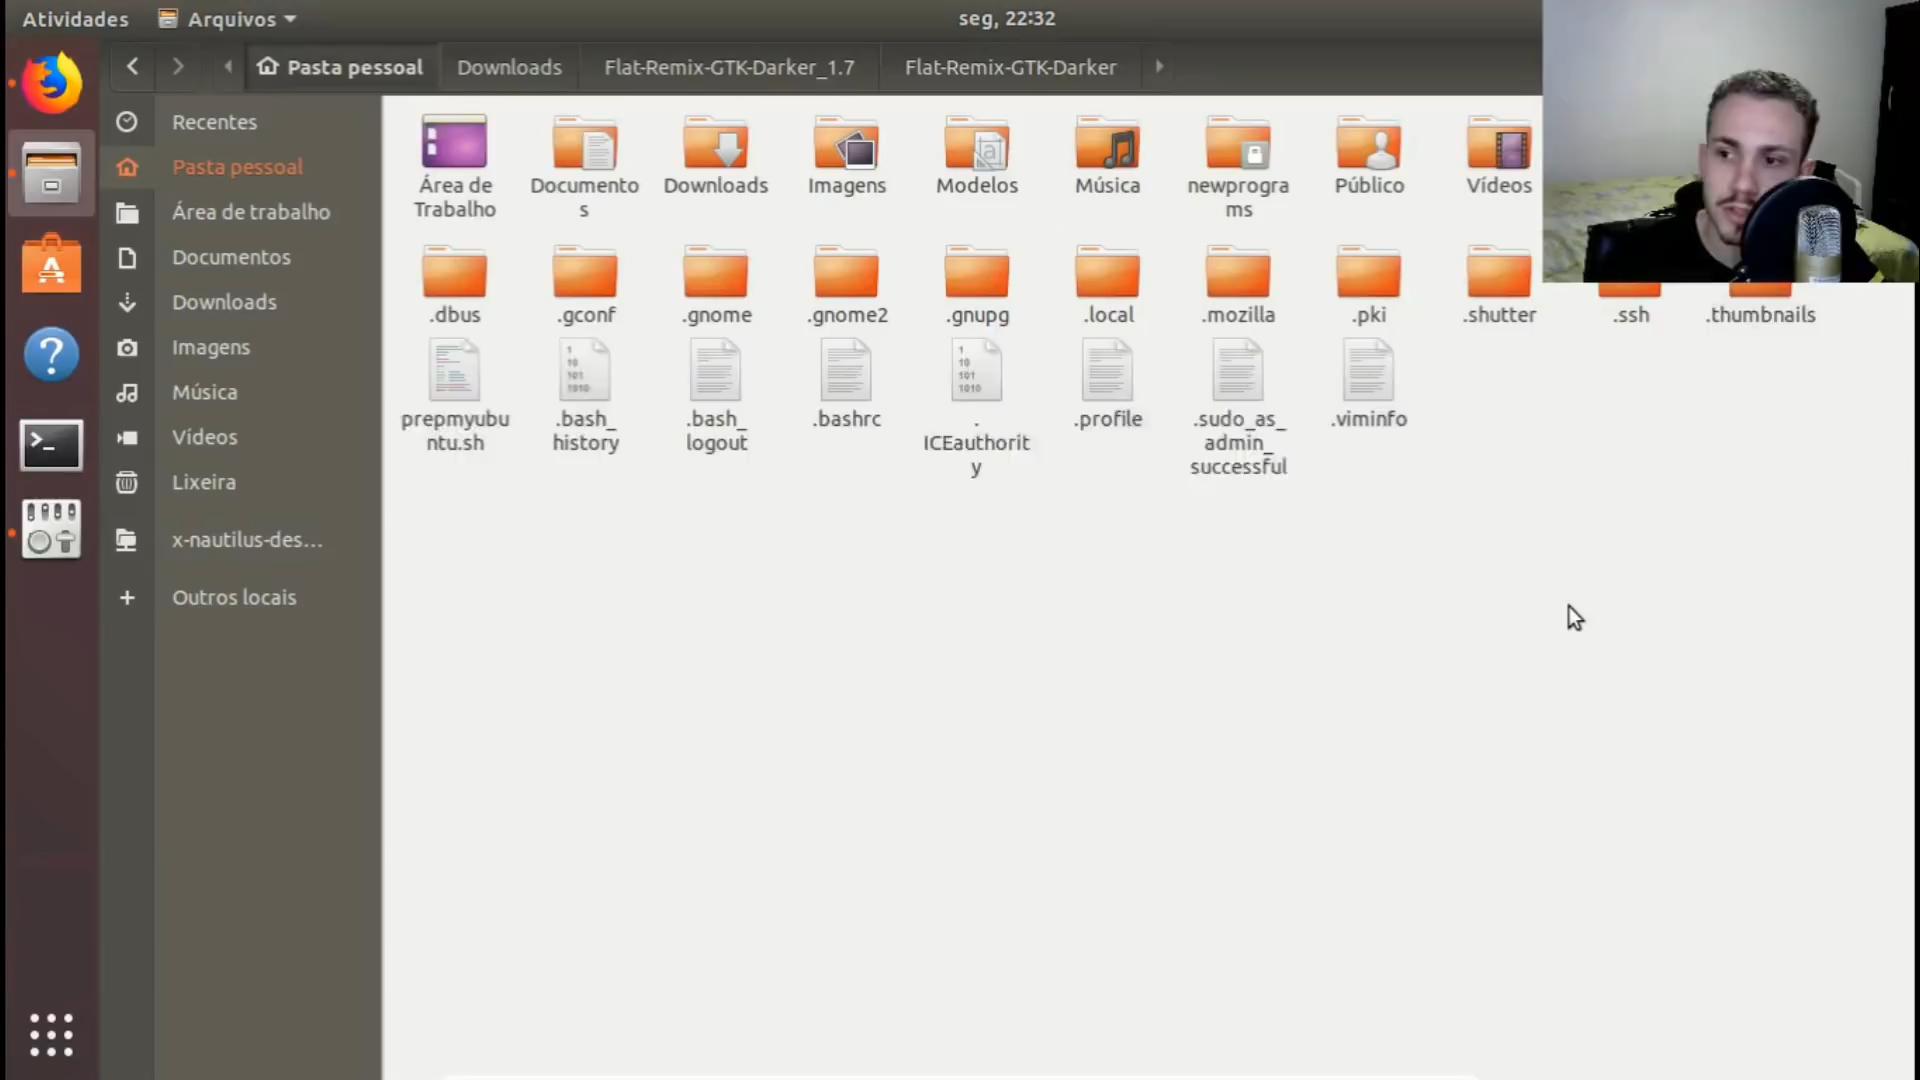 Atividades
Arquivos
seg, 22:32
Pasta pessoal
Downloads
Flat-Remix-GTK-Darker_1.7
Flat-Remix-GTK-Darker
Recentes
Pasta pessoal
Área de trabalho
Documentos
Downloads
Imagens
Música
Vídeos
Lixeira
x-nautilus-des...
Outros locais
Área de
Trabalho
Documento
s
Downloads
Imagens
Modelos
Música
newprogra
ms
Público
Vídeos
.dbus
.gconf
.gnome
.gnome2
.gnupg
.local
.mozilla
.pki
.shutter
.ssh
.thumbnails
prepmyubu
ntu.sh
.bash_
history
.bash_
logout
.bashrc
.
ICEauthorit
y
.profile
.sudo_as_
admin_
successful
.viminfo